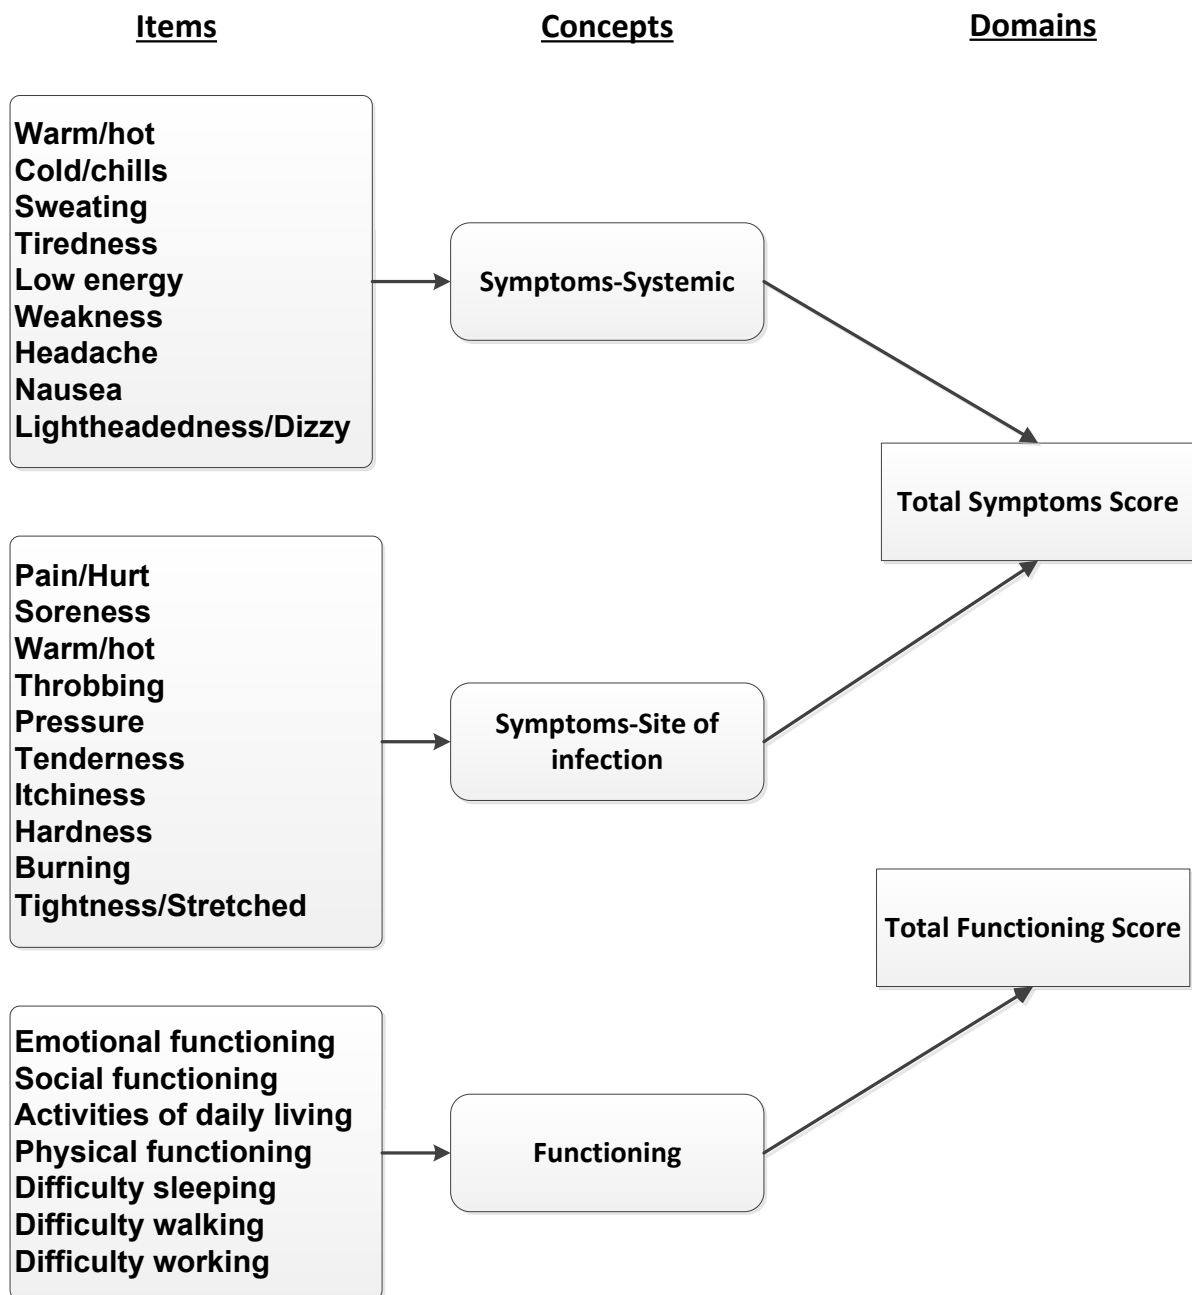 Items
Concepts
Domains
Warm/hot
Cold/chills
Sweating
Tiredness
Low energy
Weakness
Headache
Nausea
Lightheadedness/Dizzy
Symptoms-Systemic
Total Symptoms Score
Pain/Hurt
Soreness
Warm/hot
Throbbing
Pressure
Tenderness
Itchiness
Hardness
Burning
Tightness/Stretched
Symptoms-Site of
infection
Total Functioning Score
Emotional functioning
Social functioning
Activities of daily living
Physical functioning
Difficulty sleeping
Difficulty walking
Difficulty working
Functioning